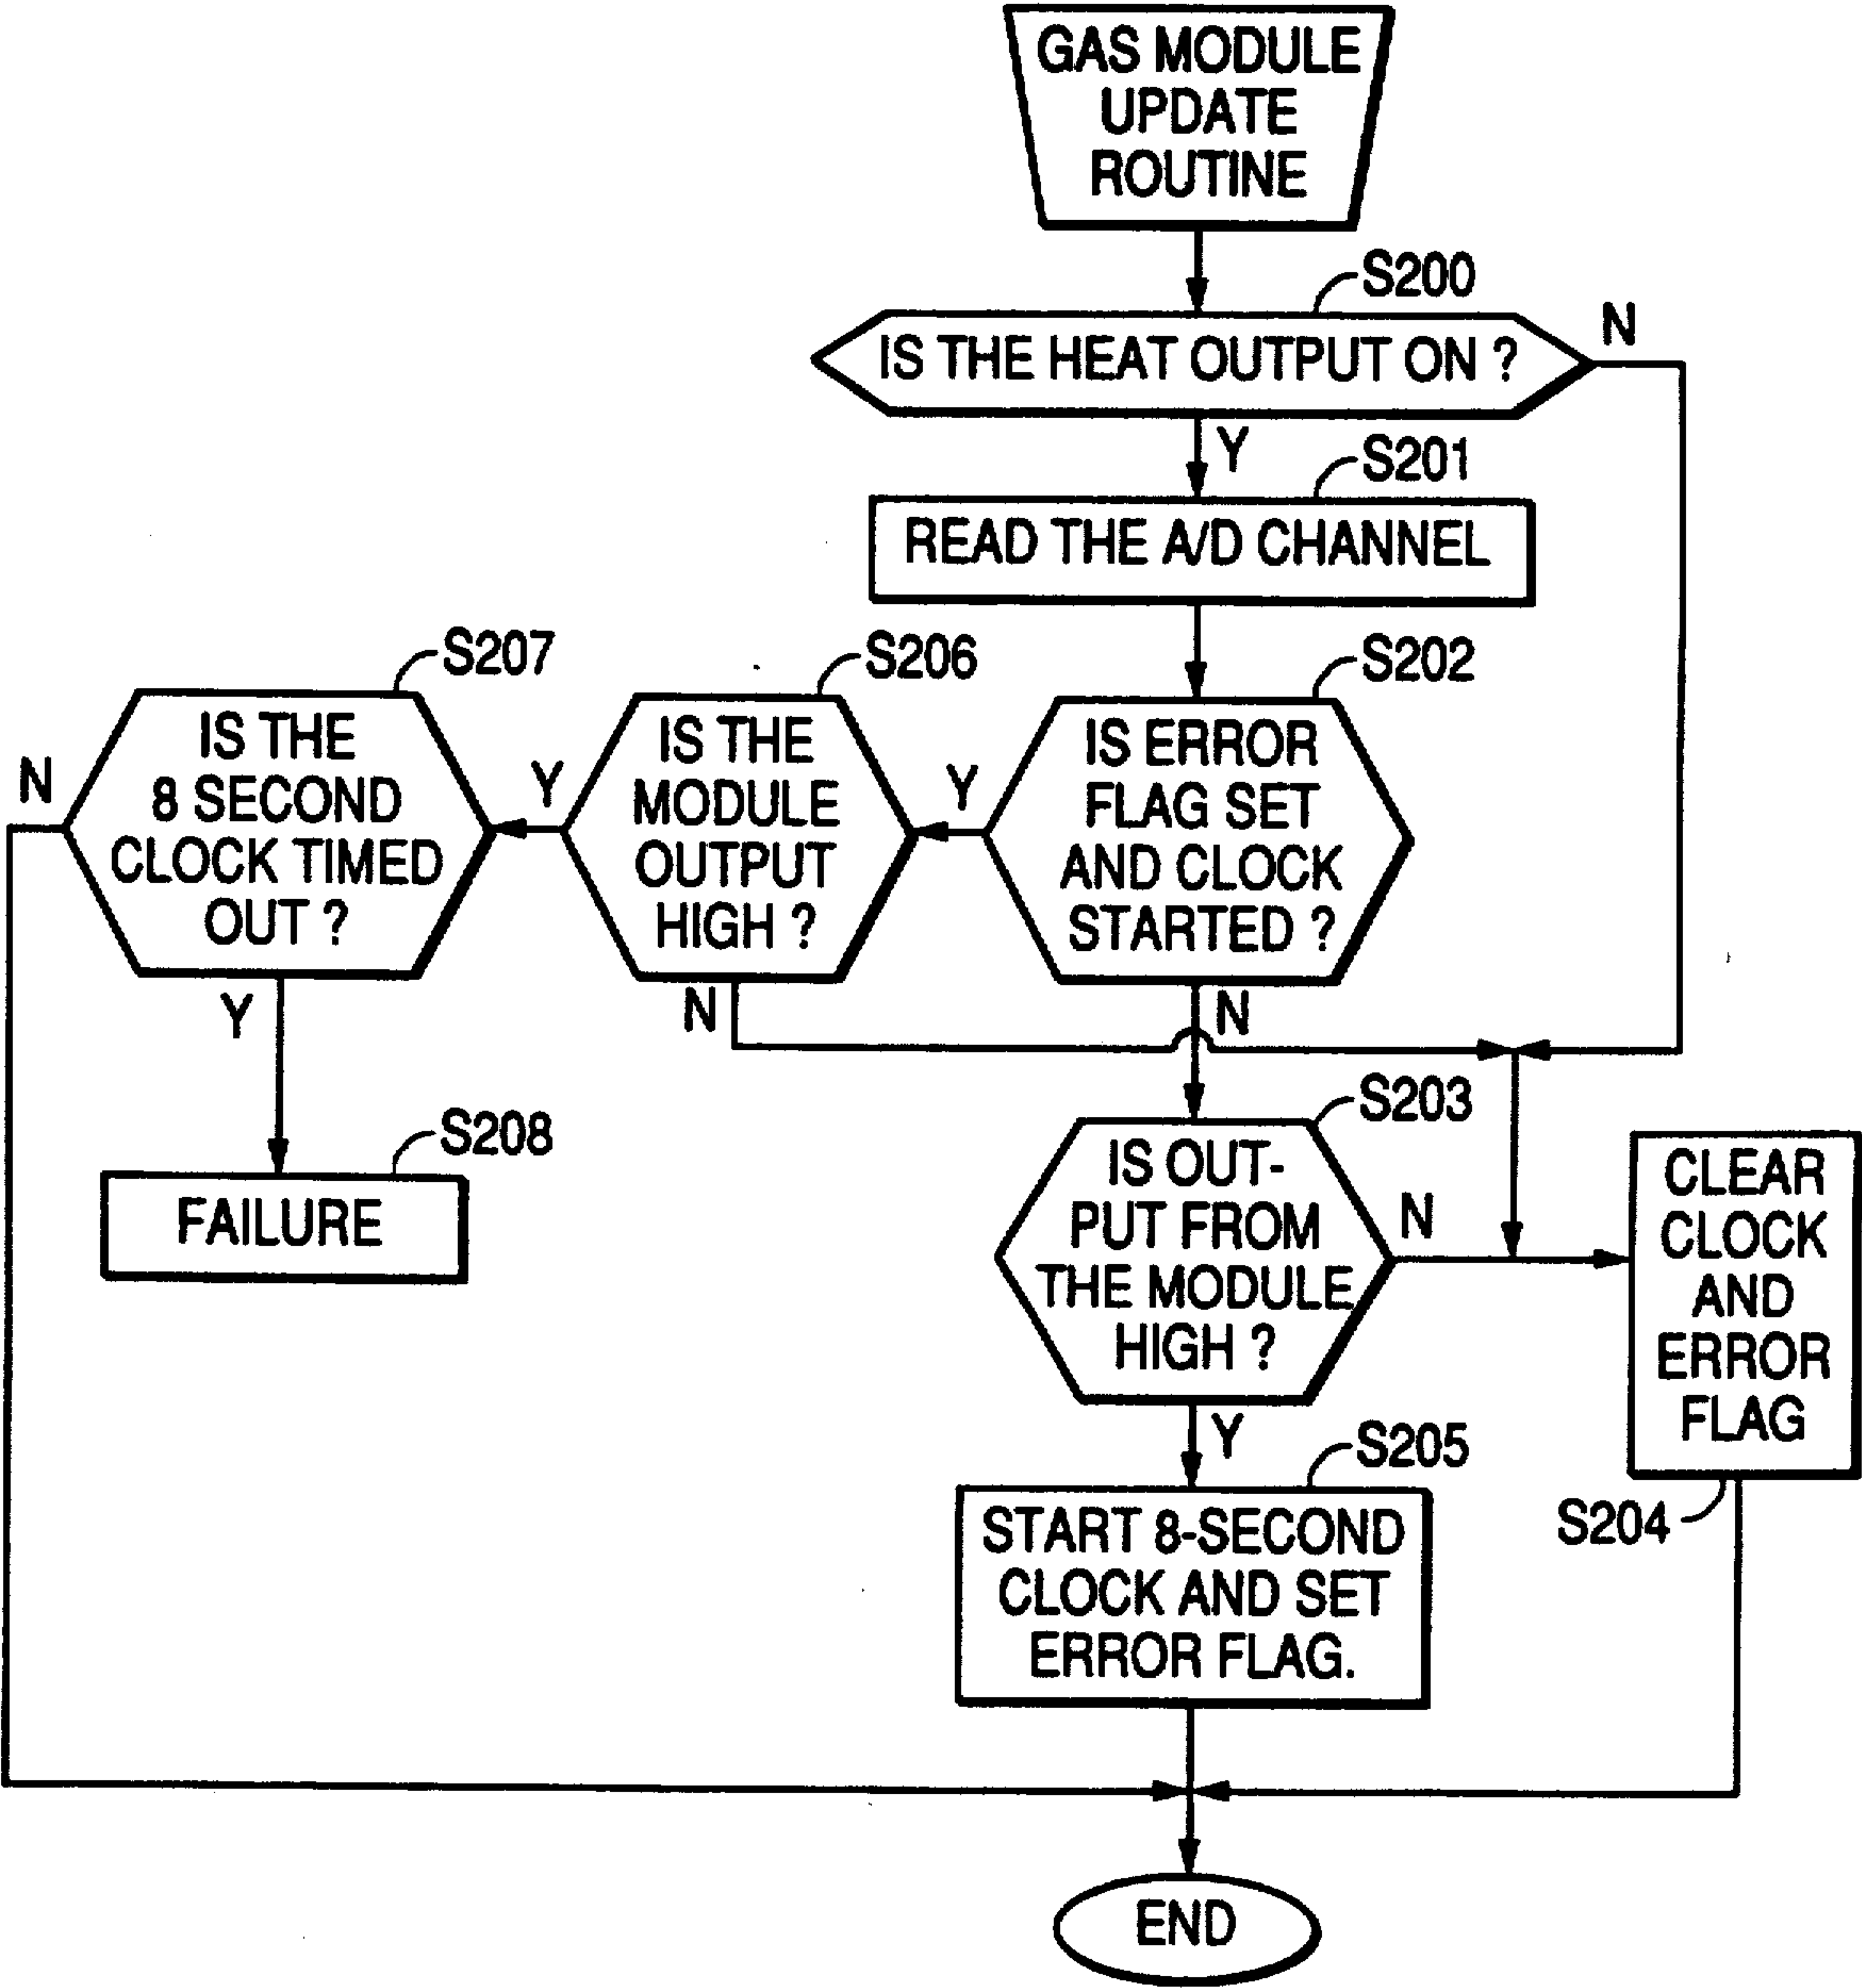 GAS MODULE
UPDATE
ROUTINE
S200
IS THE HEAT OUTPUT ON ?
N
Y
S201
READ THE A/D CHANNEL
S202
IS ERROR
FLAG SET
AND CLOCK
STARTED ?
Y
N
S206
IS THE
MODULE
OUTPUT
HIGH ?
Y
N
S207
IS THE
8 SECOND
CLOCK TIMED
OUT ?
N
Y
S208
FAILURE
S203
IS OUT-
PUT FROM
THE MODULE
HIGH ?
N
Y
CLEAR
CLOCK
AND
ERROR
FLAG
S204
S205
START 8-SECOND
CLOCK AND SET
ERROR FLAG.
END